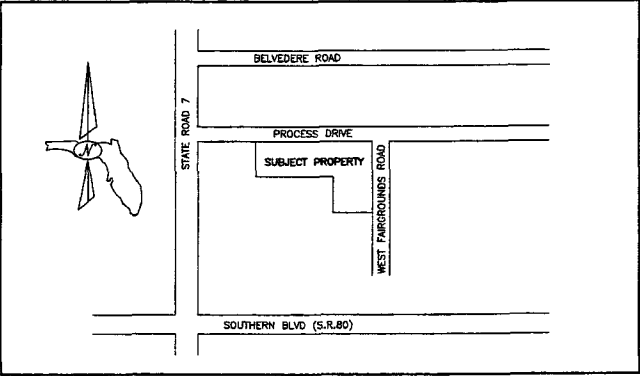 BELVEDERE ROAD
STATE ROAD 7
PROCESS DRIVE
SUBJECT PROPERTY
WEST FAIRGROUNDS ROAD
N
SOUTHERN BLVD (S.R.80)